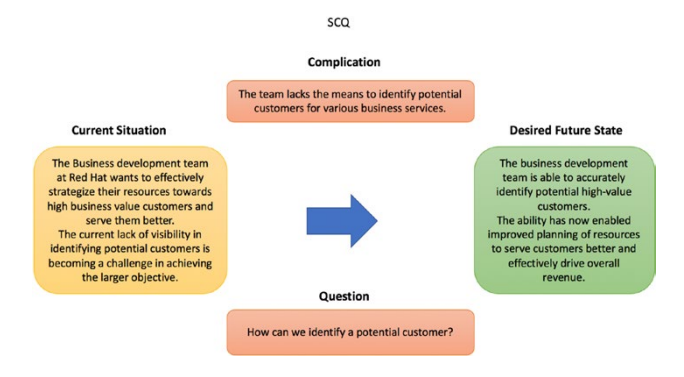 SCQ
Complication
The team lacks the means to identify potential
customers for various business services.
Current Situation
The Business development team
at Red Hat wants to effectively
strategize their resources towards
high business value customers and
serve them better.
The current lack of visibility in
identifying potential customers is
becoming a challenge in achieving
the larger objective.
Desired Future State
The business development
team is able to accurately
identify potential high-value
customers.
The ability has now enabled
improved planning of resources
to serve customers better and
effectively drive overall
revenue.
Question
How can we identify a potential customer?